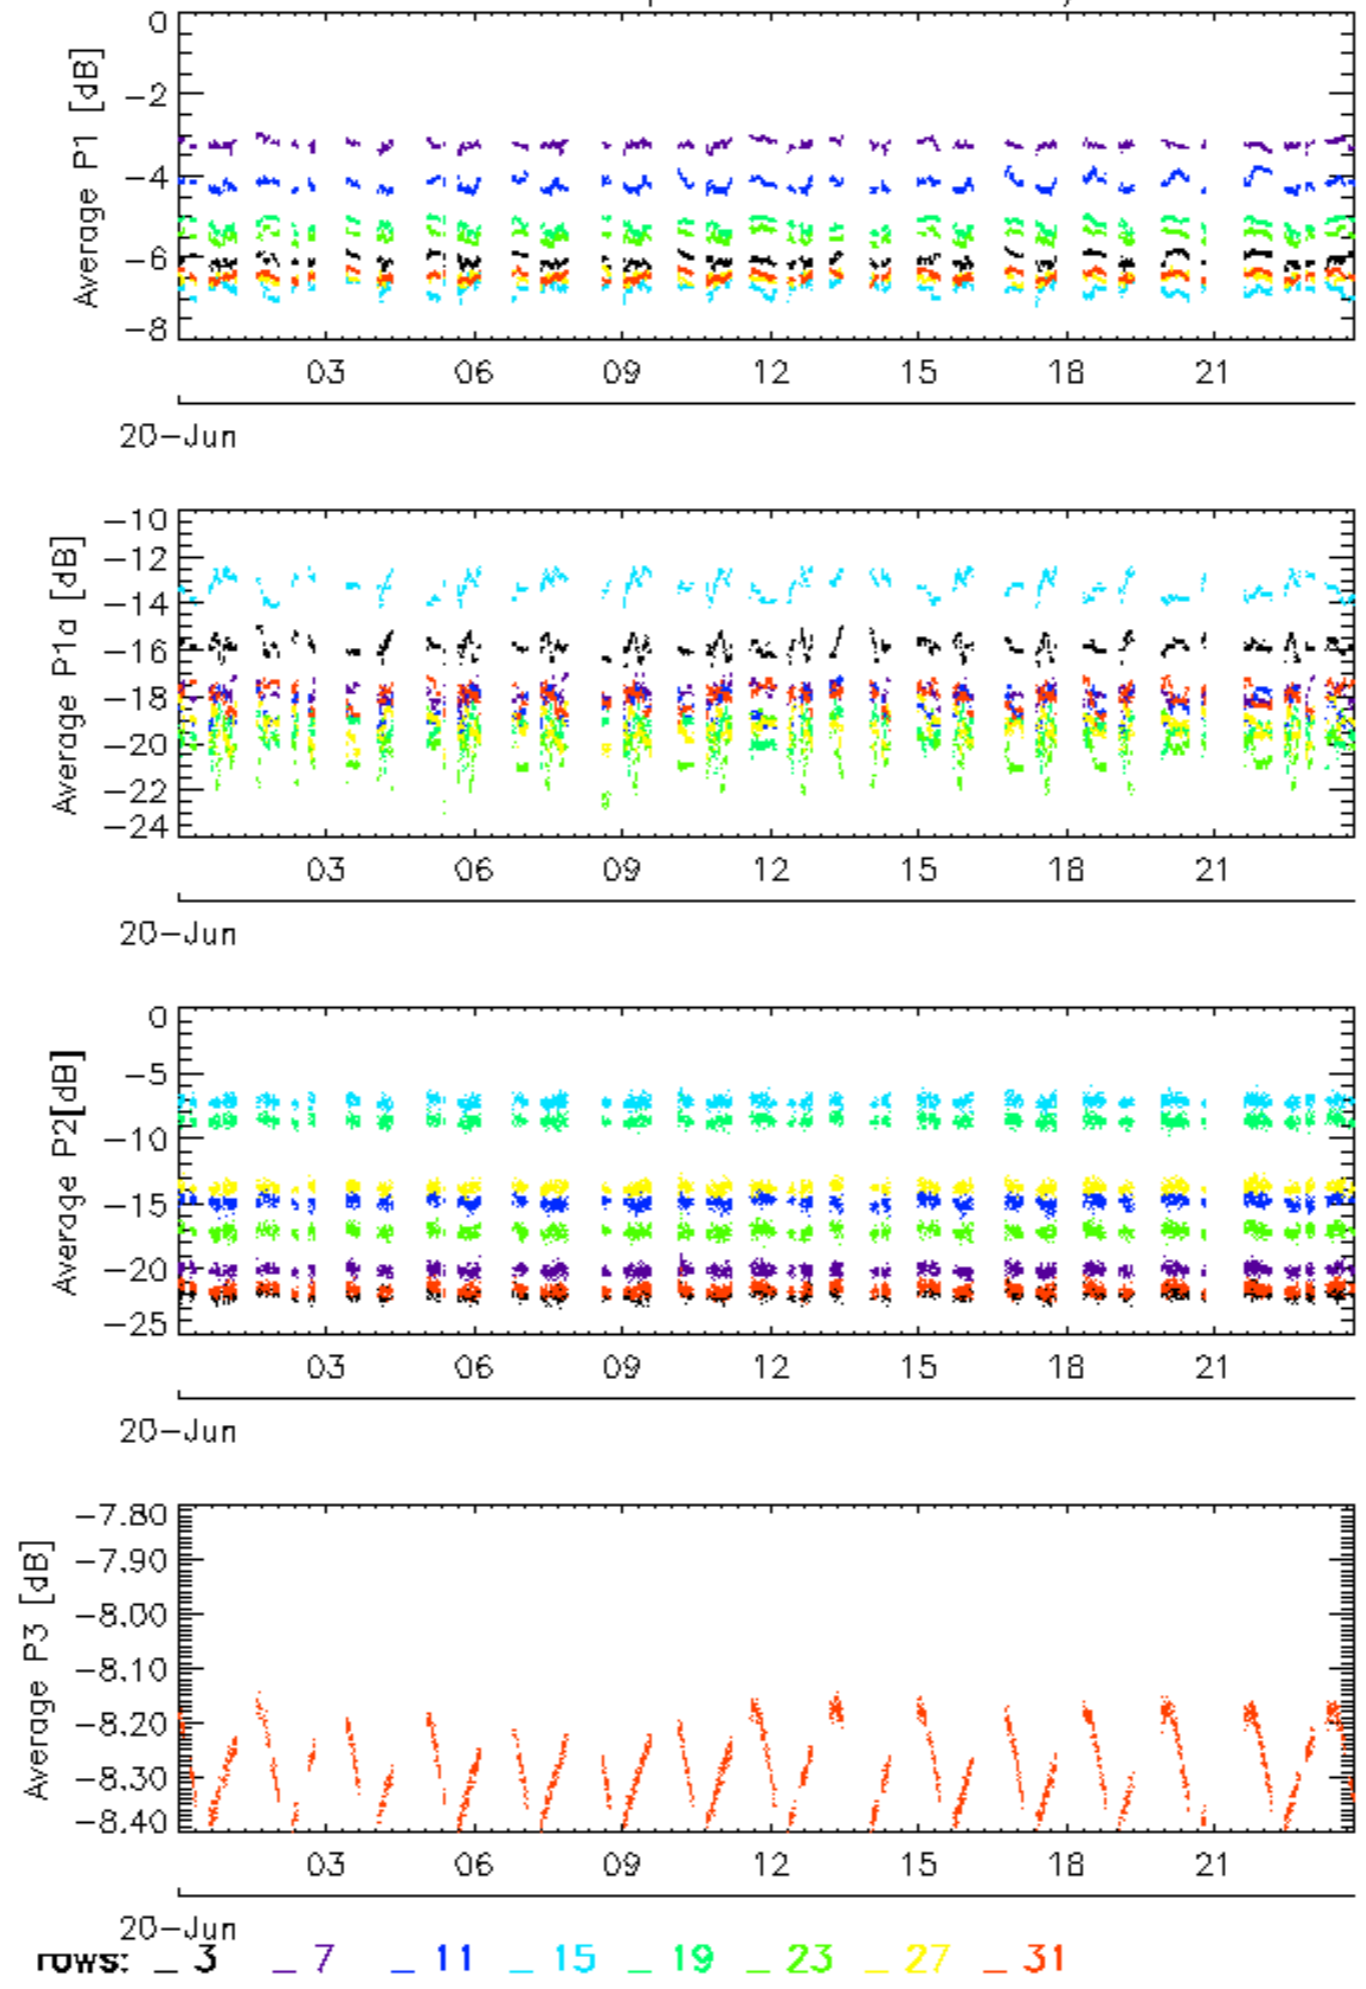 0
−2
−4
−6
−8
Average P1 [dB]
03 06 09 12 15 18 21
20−Jun
−10
−12
−14
−16
−18
−20
−22
−24
Average P1a [dB]
03 06 09 12 15 18 21
20−Jun
0
−5
−10
−15
−20
−25
Average P2[dB]
03 06 09 12 15 18 21
20−Jun
−7.80
−7.90
−8.00
−8.10
−8.20
−8.30
−8.40
Average P3 [dB]
03 06 09 12 15 18 21
20−Jun
rows: _ 3 _ 7 _ 11 _ 15 _ 19 _ 23 _ 27 _ 31